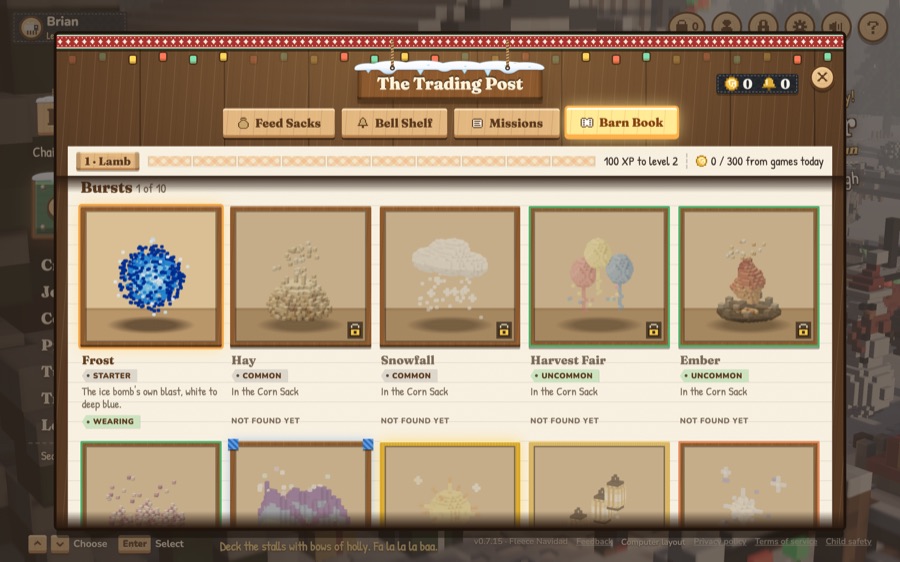 Brian
The Trading Post
0 0
Feed Sacks Bell Shelf Missions Barn Book
1 · Lamb 100 XP to level 2 0 / 300 from games today
Bursts 1 of 10
Frost
• STARTER
The ice bomb's own blast, white to
deep blue.
• WEARING
Hay
• COMMON
In the Corn Sack
NOT FOUND YET
Snowfall
• COMMON
In the Corn Sack
NOT FOUND YET
Harvest Fair
• UNCOMMON
In the Corn Sack
NOT FOUND YET
Ember
• UNCOMMON
In the Corn Sack
NOT FOUND YET
Choose Enter Select
Deck the stalls with bows of holly. Fa la la la baa.
v0.7.15 · Fleece Navidad Feedback Computer layout Privacy policy Terms of service Child safety